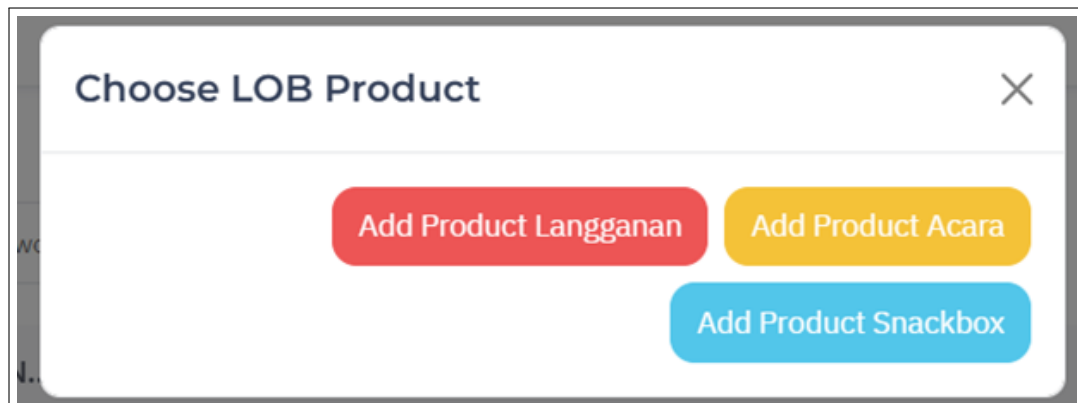 Choose LOB Product
Add Product Langganan
Add Product Acara
Add Product Snackbox